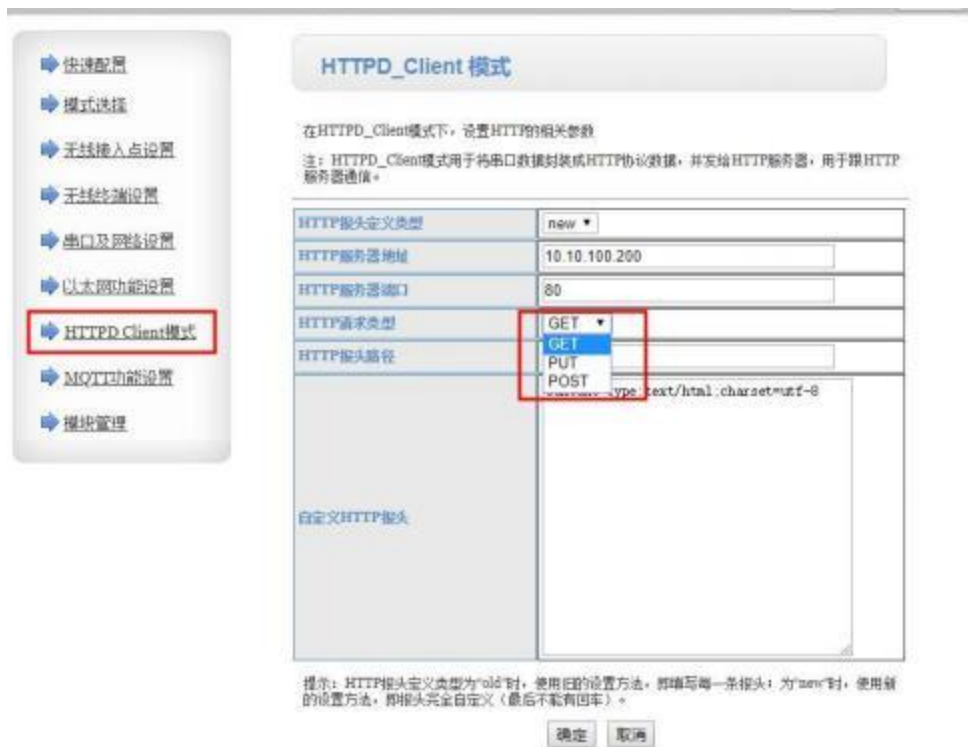 快速配置
模式选择
无线接入点设置
无线终端设置
串口及网络设置
以太网功能设置
HTTPD Client模式
MQTT功能设置
模块管理
HTTPD_Client 模式
在HTTPD_Client模式下，设置HTTP的相关参数
注：HTTPD_Client模式用于将串口数据封装成HTTP协议数据，并发给HTTP服务器，用于跟HTTP
服务器通信。
HTTP报头定义类型 new
HTTP服务器地址 10.10.100.200
HTTP服务器端口 80
HTTP请求类型 GET
GET
HTTP报头路径
PUT
POST
type:text/html;charset=utf-8
自定义HTTP报头
提示：HTTP报头定义类型为"old"时，使用旧的设置方法，即填写每一条报头；为"new"时，使用新
的设置方法，即报头完全自定义（最后不能有回车）。
确定 取消